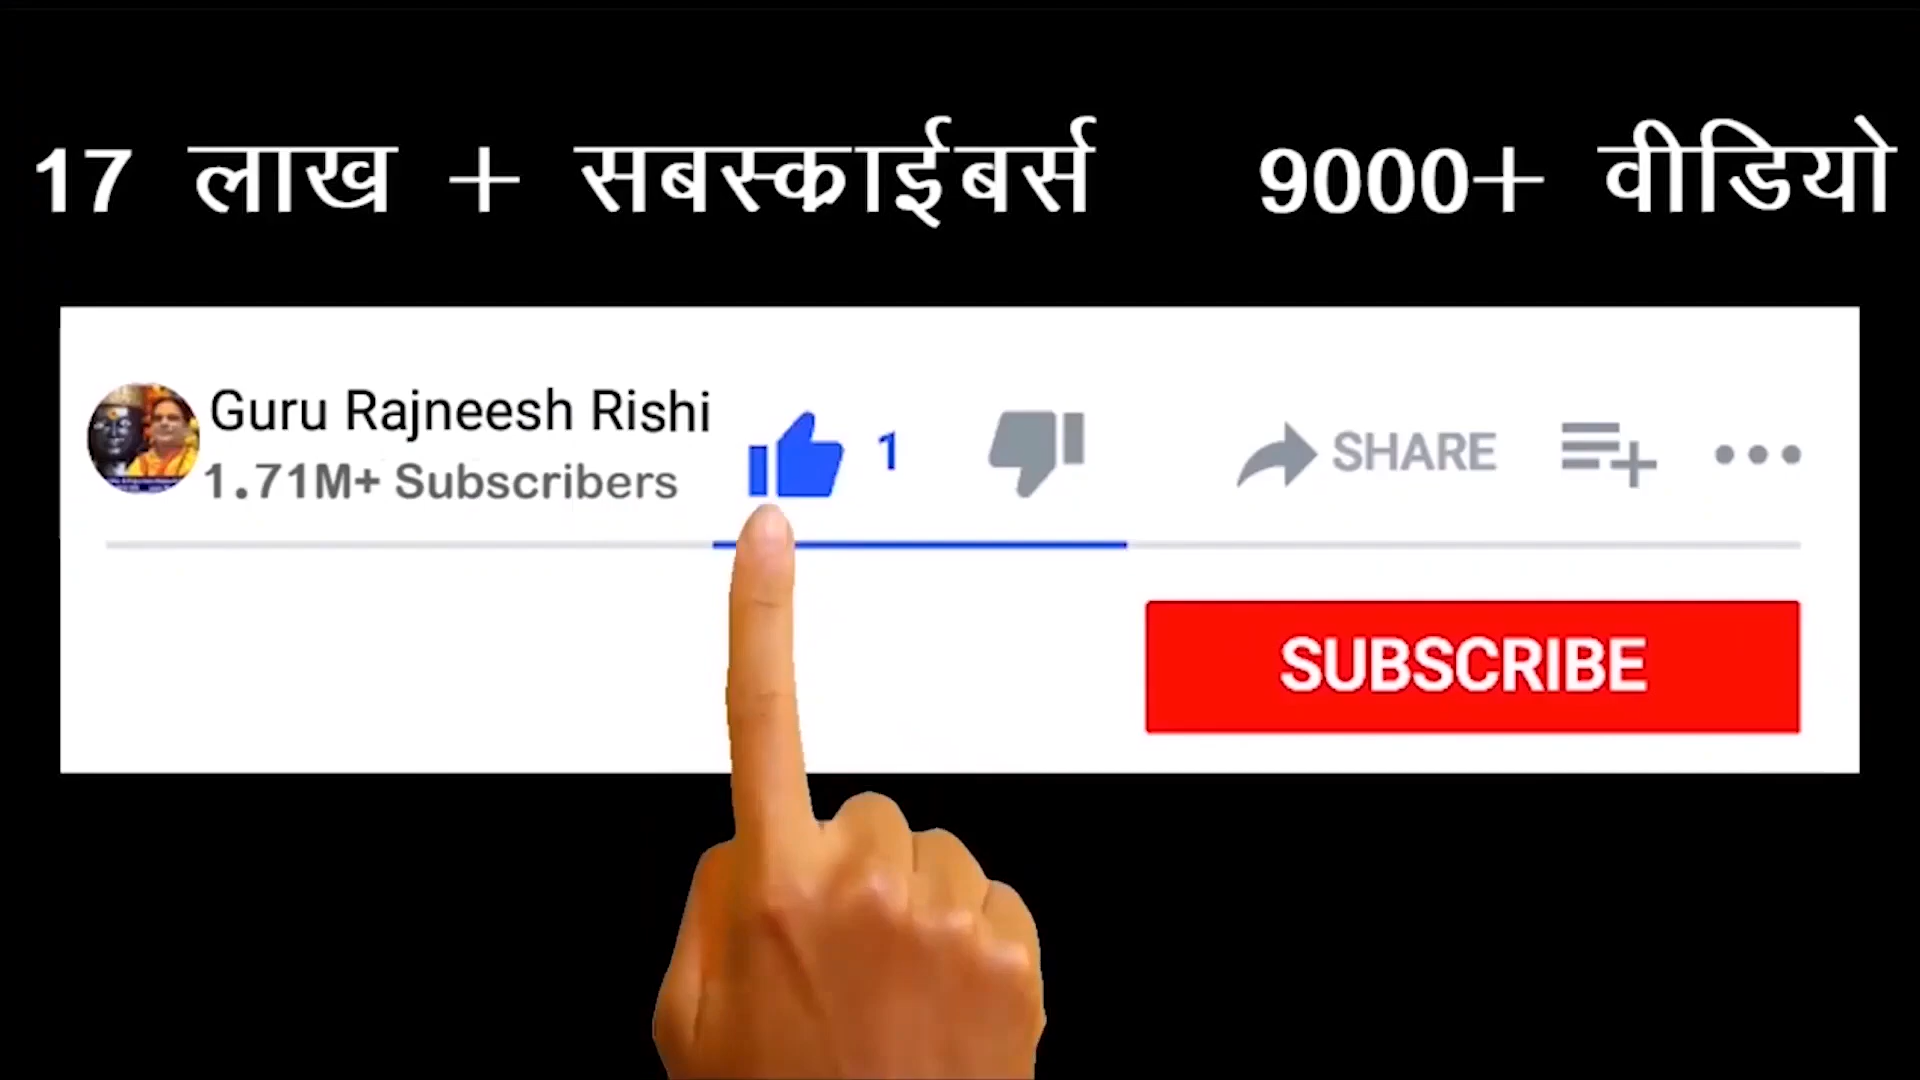 17 लाख + सबस्क्राईबर्स 9000+ वीडियो
Guru Rajneesh Rishi
1.71M+ Subscribers
1
SHARE
SUBSCRIBE